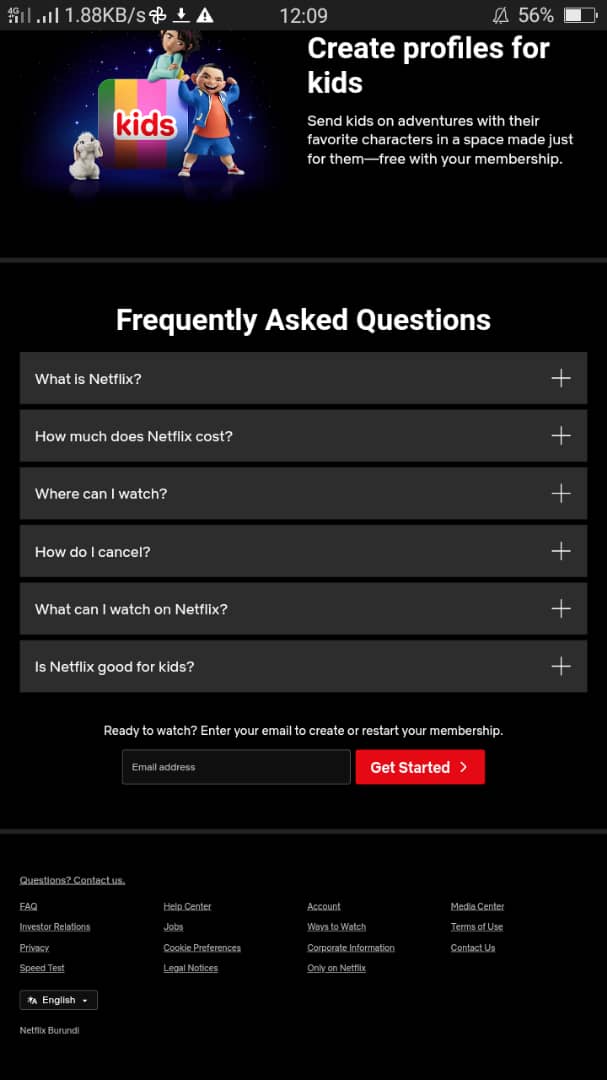 4G 1.88KB/s 12:09 56%
Create profiles for
kids
kids
Send kids on adventures with their
favorite characters in a space made just
for them—free with your membership.
Frequently Asked Questions
What is Netflix?
How much does Netflix cost?
Where can I watch?
How do I cancel?
What can I watch on Netflix?
Is Netflix good for kids?
Ready to watch? Enter your email to create or restart your membership.
Email address
Get Started
Questions? Contact us.
FAQ Help Center Account Media Center
Investor Relations Jobs Ways to Watch Terms of Use
Privacy Cookie Preferences Corporate Information Contact Us
Speed Test Legal Notices Only on Netflix
English
Netflix Burundi